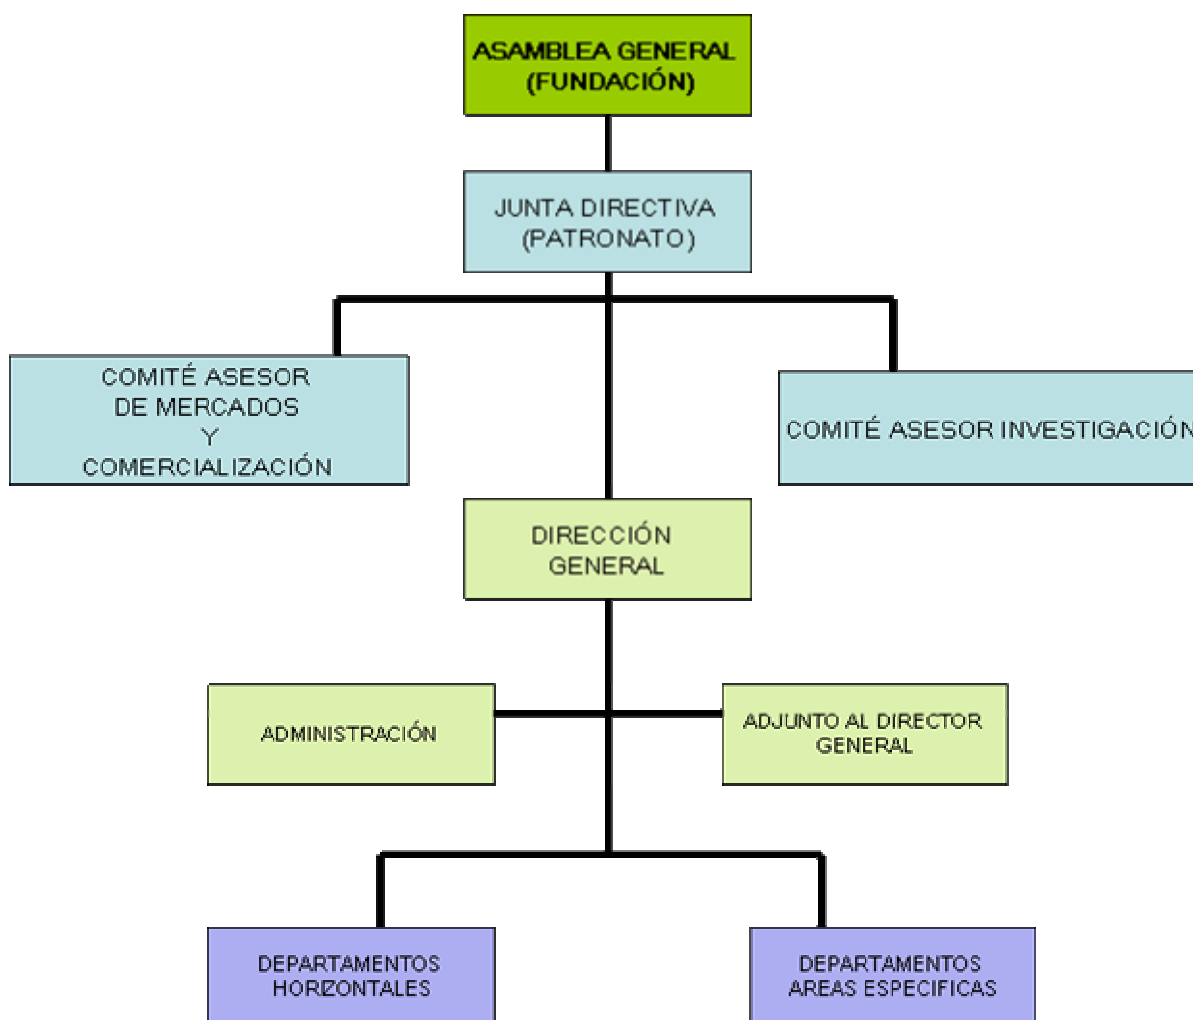 ASAMBLEA GENERAL
(FUNDACIÓN)
JUNTA DIRECTIVA
(PATRONATO)
COMITÉ ASESOR
DE MERCADOS
Y
COMERCIALIZACIÓN
COMITÉ ASESOR INVESTIGACIÓN
DIRECCIÓN
GENERAL
ADMINISTRACIÓN
ADJUNTO AL DIRECTOR
GENERAL
DEPARTAMENTOS
HORIZONTALES
DEPARTAMENTOS
AREAS ESPECIFICAS